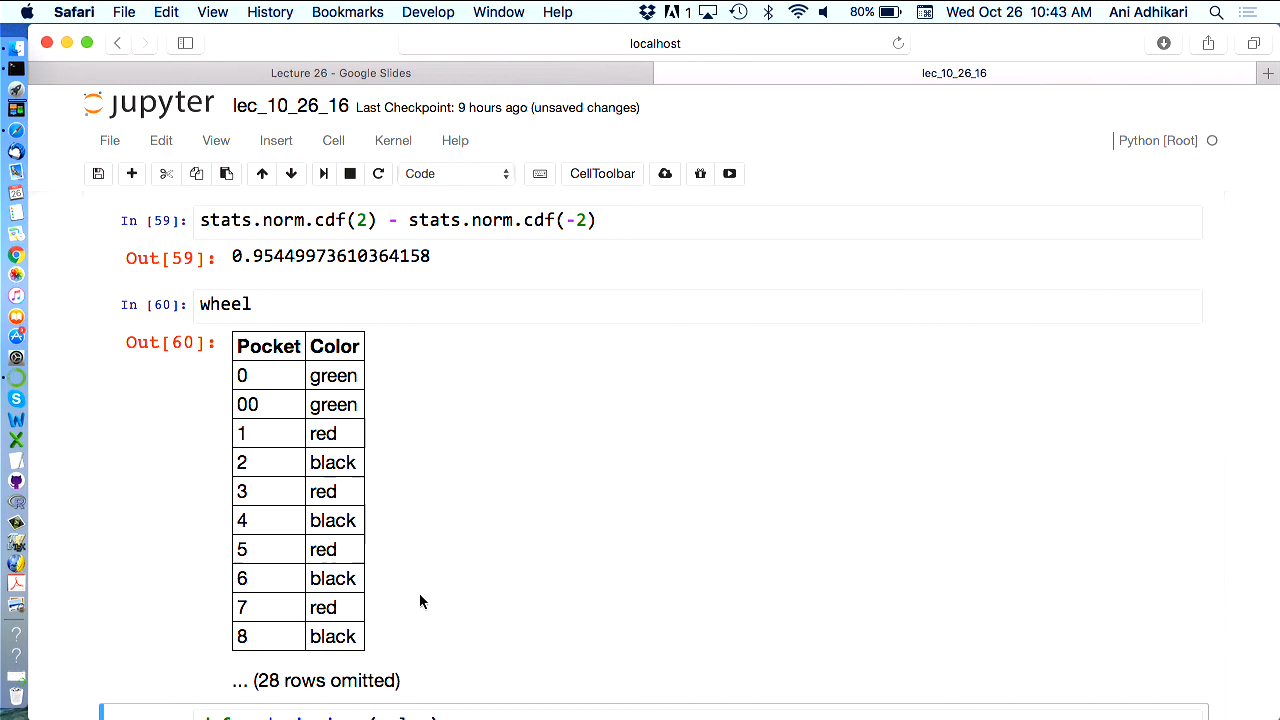 Safari File Edit View History Bookmarks Develop Window Help 1 80% Wed Oct 26 10:43 AM Ani Adhikari
localhost
Lecture 26 - Google Slides lec_10_26_16
jupyter lec_10_26_16 Last Checkpoint: 9 hours ago (unsaved changes)
File Edit View Insert Cell Kernel Help Python [Root]
Code CellToolbar
In [59]: stats.norm.cdf(2) - stats.norm.cdf(-2)
Out[59]: 0.95449973610364158
In [60]: wheel
Out[60]:
Pocket Color
0 green
00 green
1 red
2 black
3 red
4 black
5 red
6 black
7 red
8 black
... (28 rows omitted)